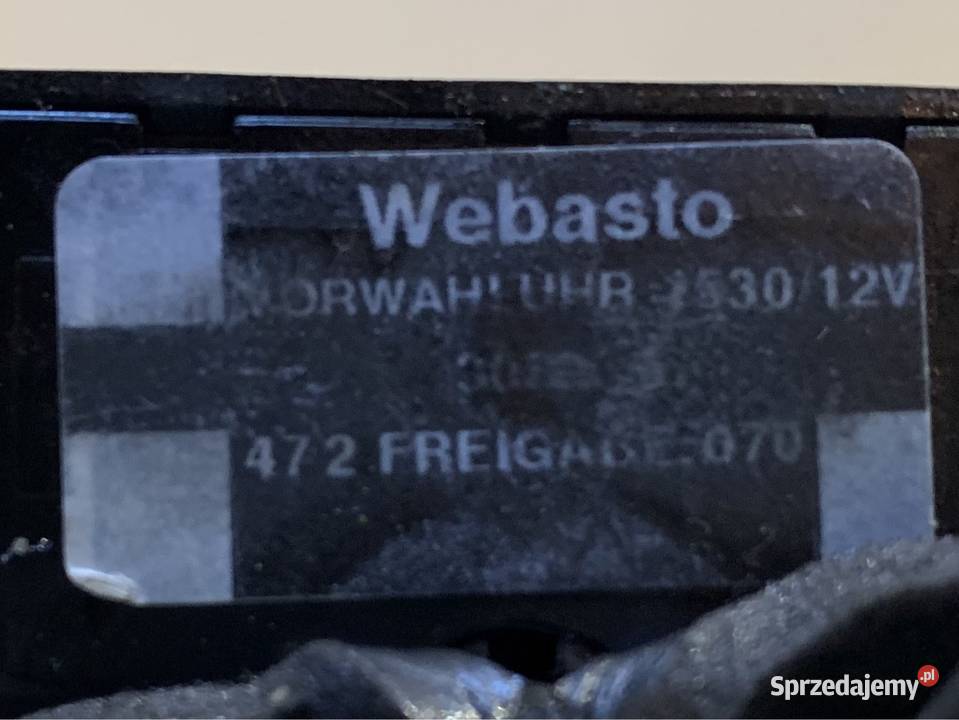 Webasto
VORWAHLUHR 1530/12V
472 FREIGABE 070
Sprzedajemy.pl